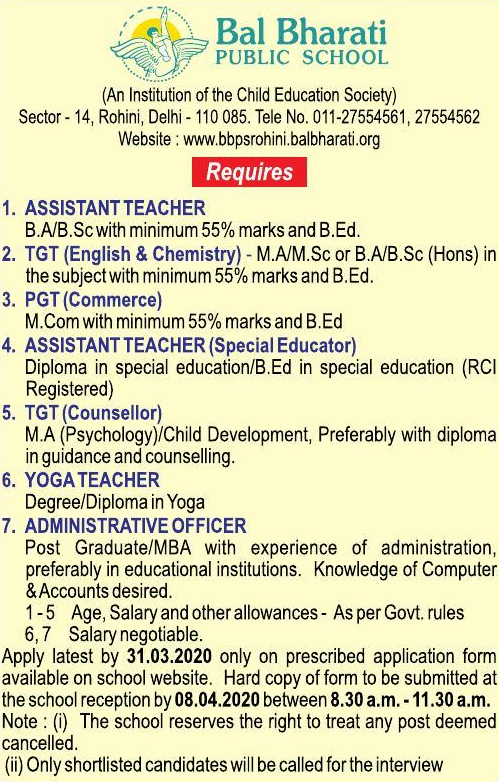 Bal Bharati
PUBLIC SCHOOL
(An Institution of the Child Education Society)
Sector - 14, Rohini, Delhi - 110 085. Tele No. 011-27554561, 27554562
Website : www.bbpsrohini.balbharati.org
Requires
1. ASSISTANT TEACHER
B.A/B.Sc with minimum 55% marks and B.Ed.
2. TGT (English & Chemistry) - M.A/M.Sc or B.A/B.Sc (Hons) in
the subject with minimum 55% marks and B.Ed.
3. PGT (Commerce)
M.Com with minimum 55% marks and B.Ed
4. ASSISTANT TEACHER (Special Educator)
Diploma in special education/B.Ed in special education (RCI
Registered)
5. TGT (Counsellor)
M.A (Psychology)/Child Development, Preferably with diploma
in guidance and counselling.
6. YOGA TEACHER
Degree/Diploma in Yoga
7. ADMINISTRATIVE OFFICER
Post Graduate/MBA with experience of administration,
preferably in educational institutions. Knowledge of Computer
& Accounts desired.
1 - 5 Age, Salary and other allowances - As per Govt. rules
6, 7 Salary negotiable.
Apply latest by 31.03.2020 only on prescribed application form
available on school website. Hard copy of form to be submitted at
the school reception by 08.04.2020 between 8.30 a.m. - 11.30 a.m.
Note : (i) The school reserves the right to treat any post deemed
cancelled.
(ii) Only shortlisted candidates will be called for the interview